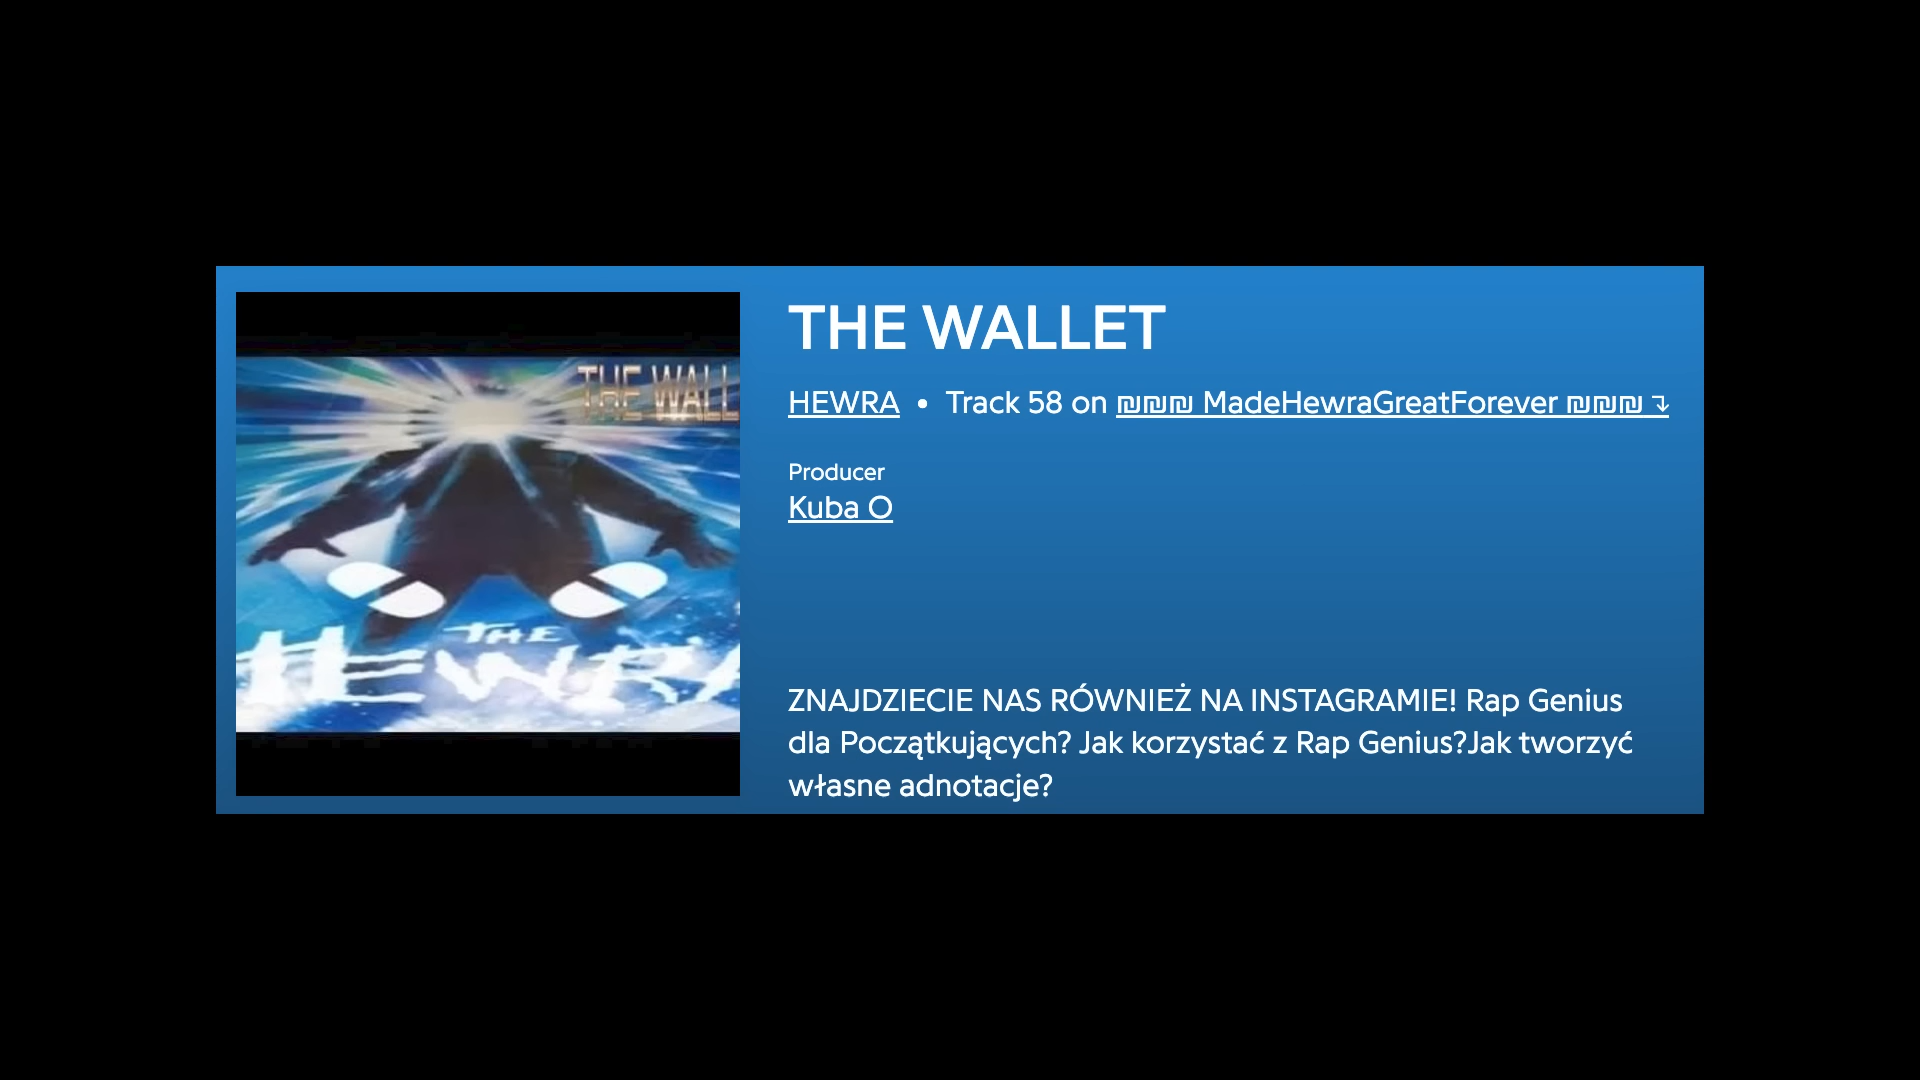 THE WALL
THE
HEWRA
THE WALLET
HEWRA • Track 58 on ₪₪₪ MadeHewraGreatForever ₪₪₪ ↴
Producer
Kuba O
ZNAJDZIECIE NAS RÓWNIEŻ NA INSTAGRAMIE! Rap Genius
dla Początkujących? Jak korzystać z Rap Genius?Jak tworzyć
własne adnotacje?